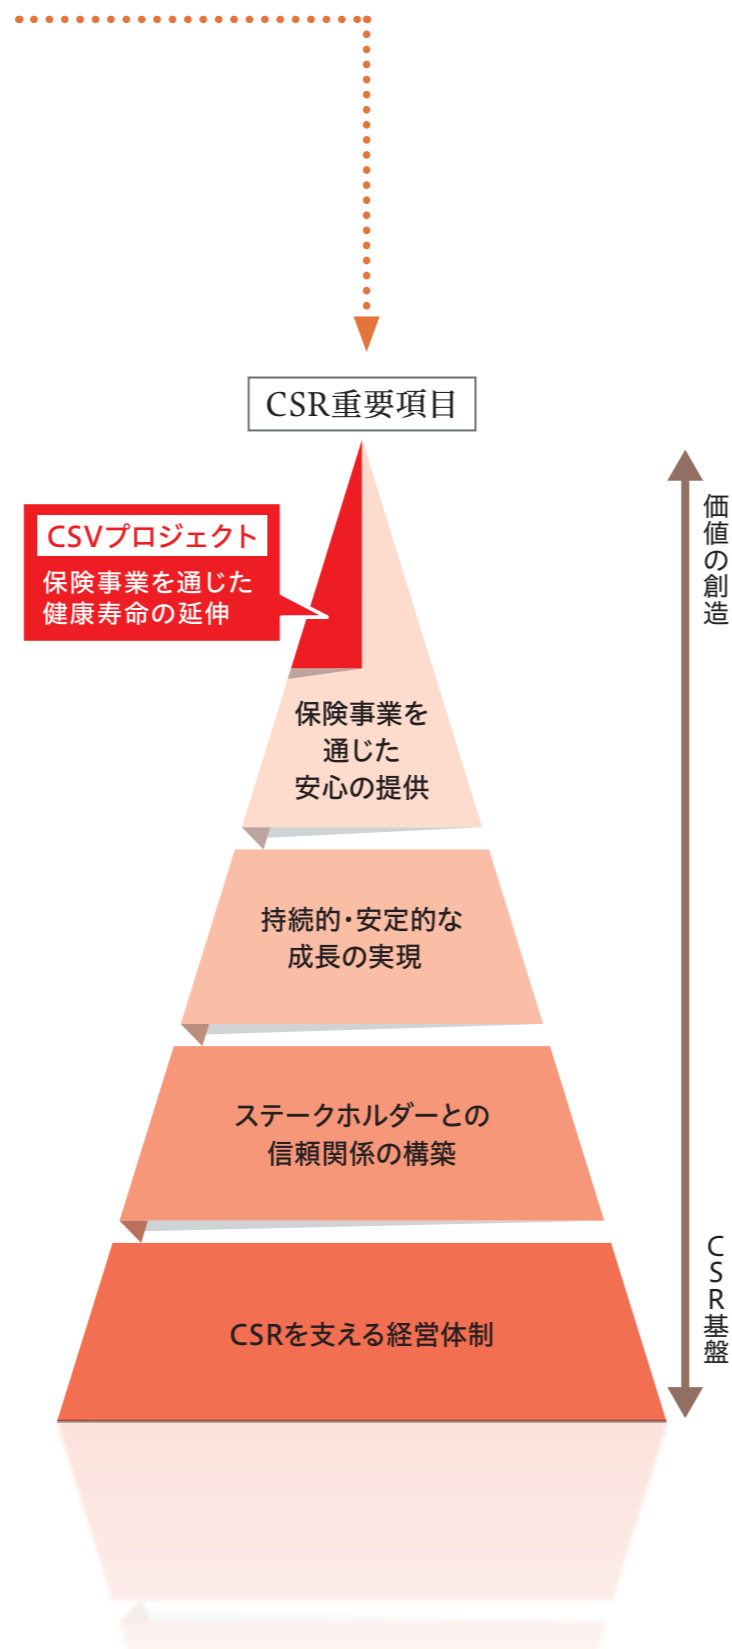 CSR重要項目
CSVプロジェクト
保険事業を通じた
健康寿命の延伸
価値の創造
保険事業を
通じた
安心の提供
持続的・安定的な
成長の実現
ステークホルダーとの
信頼関係の構築
CSR基盤
CSRを支える経営体制